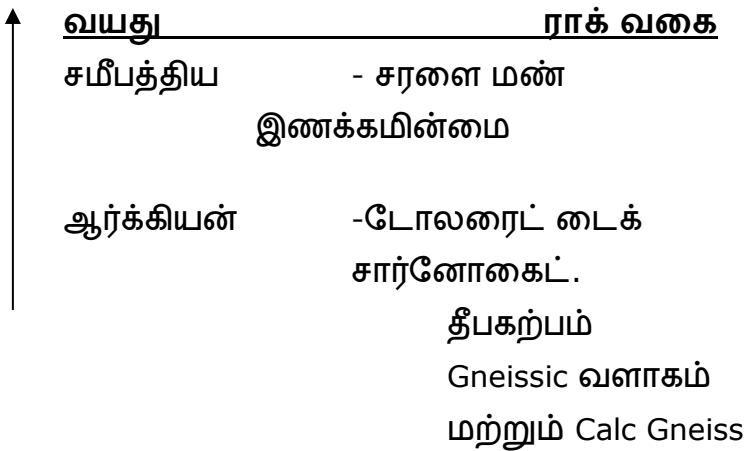 வயது ராக் வகை
சமீபத்திய - சரளை மண்
இணக்கமின்மை
ஆர்க்கியன் -டோலரைட் டைக்
சார்னோகைட்.
தீபகற்பம்
Gneissic வளாகம்
மற்றும் Calc Gneiss